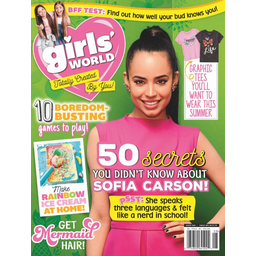 BFF TEST: Find out how well your bud knows you!
girls'
WORLD
Totally Created
By You!
GRAPHIC
TEES
YOU'LL
WANT TO
WEAR THIS
SUMMER
10 BOREDOM-
BUSTING
games to play!
50 secrets
YOU DIDN'T KNOW ABOUT
SOFIA CARSON!
pSST: She speaks
three languages & felt
like a nerd in school!
Make
RAINBOW
ICE CREAM
AT HOME!
GET
Mermaid
HAIR!